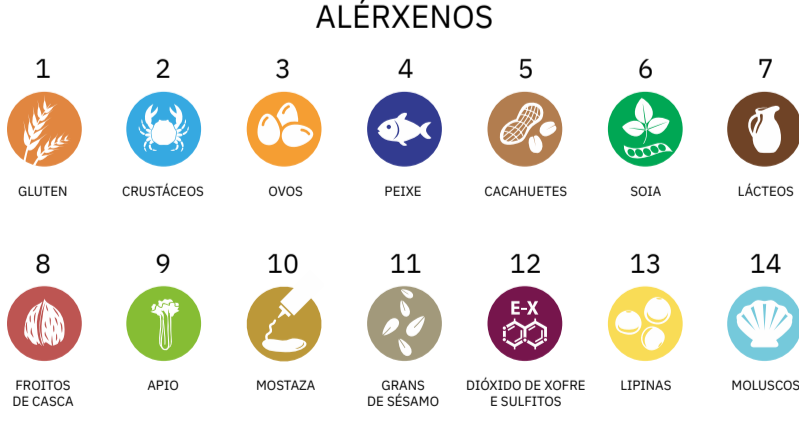 ALÉRXENOS
1 2 3 4 5 6 7
GLUTEN CRUSTÁCEOS OVOS PEIXE CACAHUETES SOIA LÁCTEOS
8 9 10 11 12 13 14
E-X
FROITOS APIO MOSTAZA GRANS DIÓXIDO DE XOFRE LIPINAS MOLUSCOS
DE CASCA DE SÉSAMO E SULFITOS